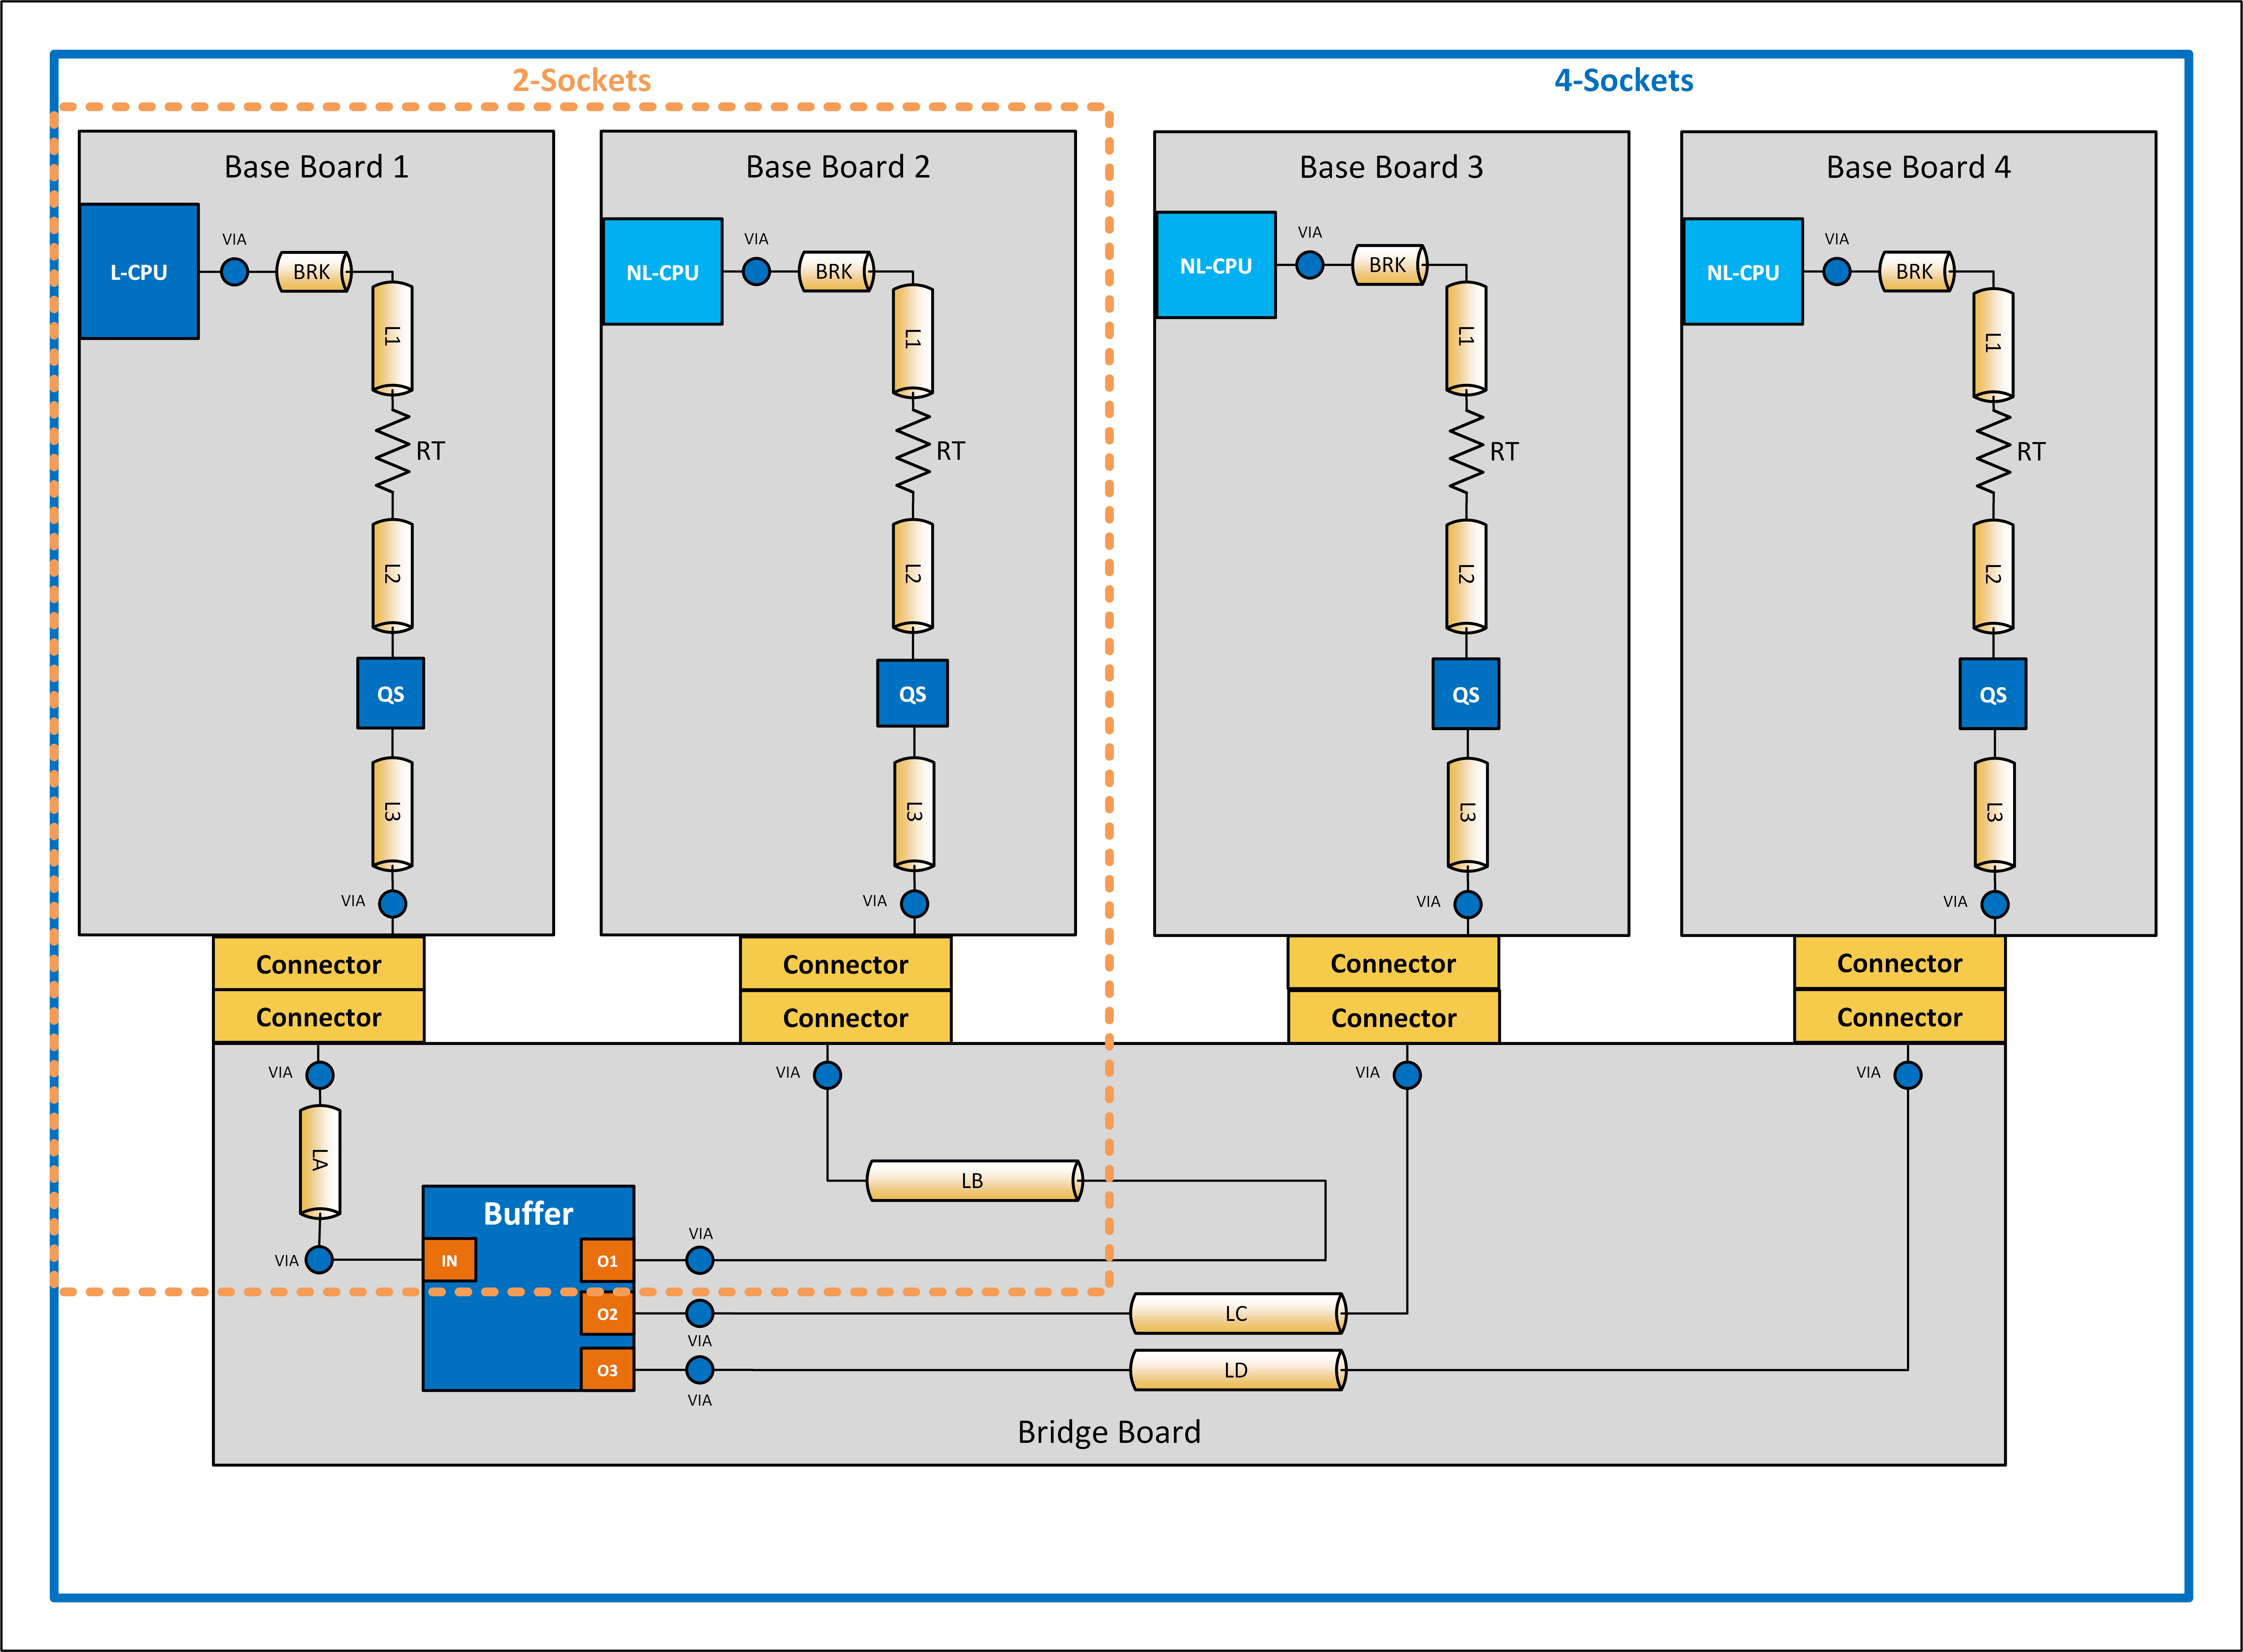 2-Sockets
4-Sockets
Base Board 1
L-CPU
VIA
BRK
L1
RT
L2
QS
L3
VIA
Connector
Connector
Base Board 2
NL-CPU
VIA
BRK
L1
RT
L2
QS
L3
VIA
Connector
Connector
Base Board 3
NL-CPU
VIA
BRK
L1
RT
L2
QS
L3
VIA
Connector
Connector
Base Board 4
NL-CPU
VIA
BRK
L1
RT
L2
QS
L3
VIA
Connector
Connector
VIA
VIA
VIA
VIA
LA
LB
VIA
Buffer
IN
O1
VIA
O2
VIA
LC
O3
VIA
LD
Bridge Board